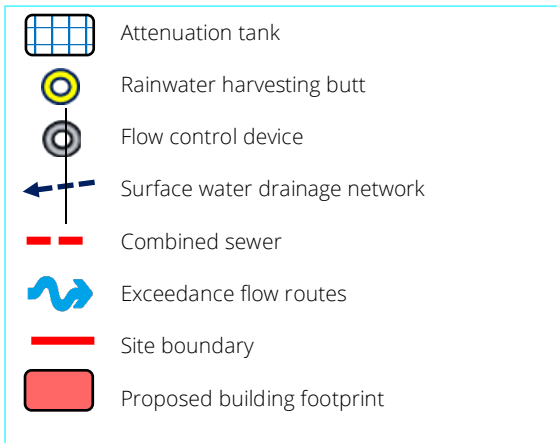 Attenuation tank
Rainwater harvesting butt
Flow control device
Surface water drainage network
Combined sewer
Exceedance flow routes
Site boundary
Proposed building footprint